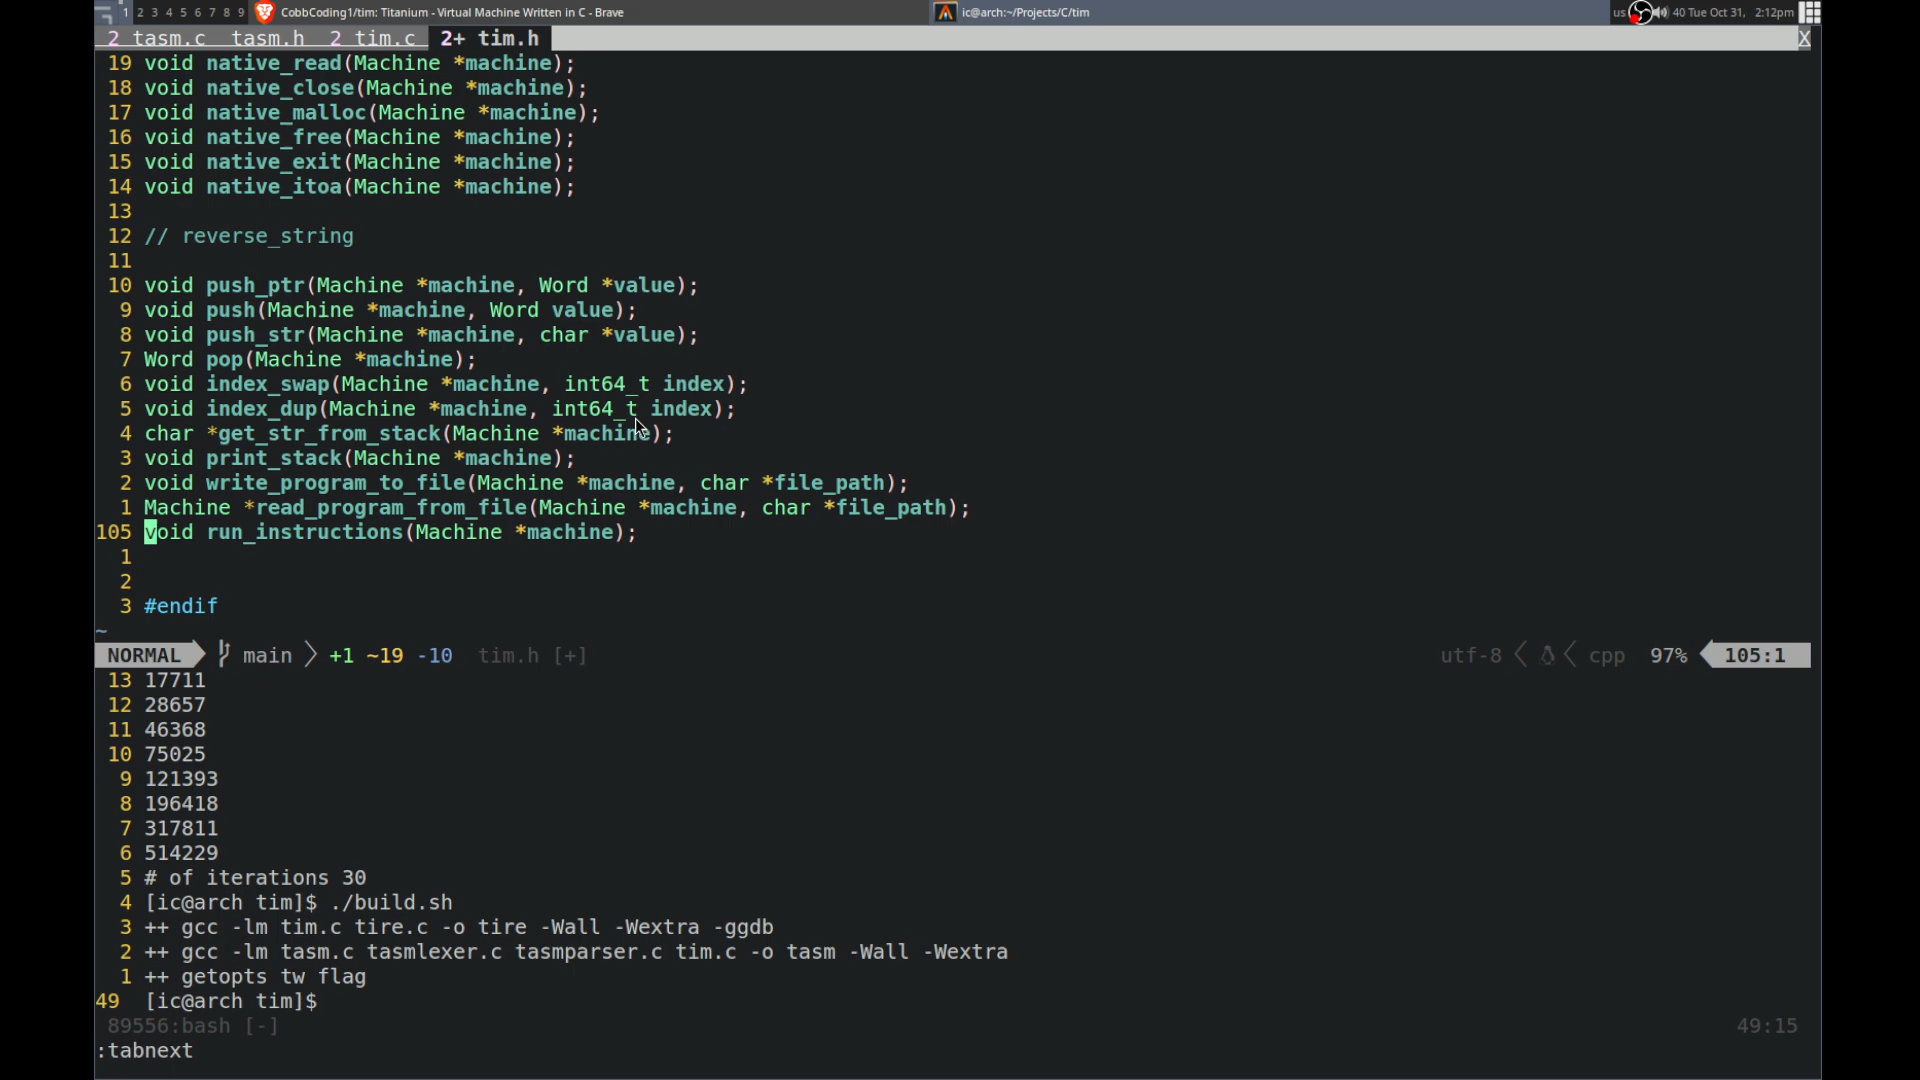 1 2 3 4 5 6 7 8 9 CobbCoding1/tim: Titanium - Virtual Machine Written in C - Brave ic@arch:~/Projects/C/tim us 40 Tue Oct 31, 2:12pm
2 tasm.c tasm.h 2 tim.c 2+ tim.h X
19 void native_read(Machine *machine);
18 void native_close(Machine *machine);
17 void native_malloc(Machine *machine);
16 void native_free(Machine *machine);
15 void native_exit(Machine *machine);
14 void native_itoa(Machine *machine);
13
12 // reverse_string
11
10 void push_ptr(Machine *machine, Word *value);
9 void push(Machine *machine, Word value);
8 void push_str(Machine *machine, char *value);
7 Word pop(Machine *machine);
6 void index_swap(Machine *machine, int64_t index);
5 void index_dup(Machine *machine, int64_t index);
4 char *get_str_from_stack(Machine *machine);
3 void print_stack(Machine *machine);
2 void write_program_to_file(Machine *machine, char *file_path);
1 Machine *read_program_from_file(Machine *machine, char *file_path);
105 void run_instructions(Machine *machine);
1
2
3 #endif
~
NORMAL main +1 ~19 -10 tim.h [+] utf-8 cpp 97% 105:1
13 17711
12 28657
11 46368
10 75025
9 121393
8 196418
7 317811
6 514229
5 # of iterations 30
4 [ic@arch tim]$ ./build.sh
3 ++ gcc -lm tim.c tire.c -o tire -Wall -Wextra -ggdb
2 ++ gcc -lm tasm.c tasmlexer.c tasmparser.c tim.c -o tasm -Wall -Wextra
1 ++ getopts tw flag
49 [ic@arch tim]$
89556:bash [-] 49:15
:tabnext